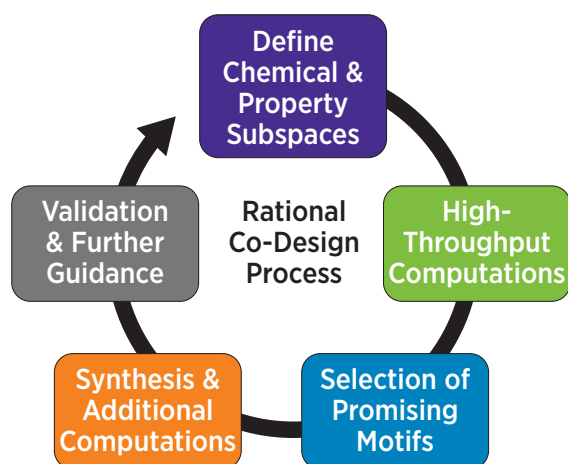 Define
Chemical &
Property
Subspaces
High-
Throughput
Computations
Selection of
Promising
Motifs
Synthesis &
Additional
Computations
Validation
& Further
Guidance
Rational
Co-Design
Process